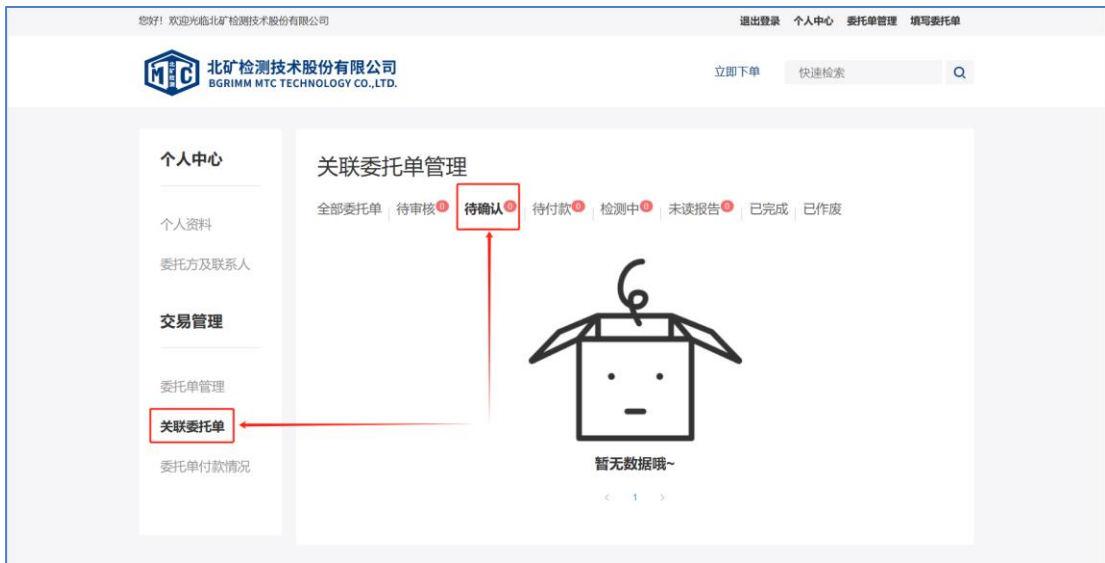 您好！欢迎光临北矿检测技术股份有限公司
退出登录 个人中心 委托单管理 填写委托单
北矿检测
MTC
北矿检测技术股份有限公司
BGRIMM MTC TECHNOLOGY CO.,LTD.
立即下单 快速检索
个人中心
个人资料
委托方及联系人
交易管理
委托单管理
关联委托单
委托单付款情况
关联委托单管理
全部委托单 待审核 0 待确认 0 待付款 0 检测中 0 未读报告 0 已完成 已作废
暂无数据哦~
< 1 >